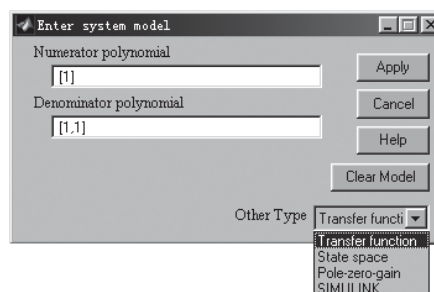 Enter system model
Numerator polynomial
[1]
Apply
Denominator polynomial
Cancel
[1,1]
Help
Clear Model
Other Type Transfer functi
Transfer function
State space
Pole-zero-gain
SIMULINK